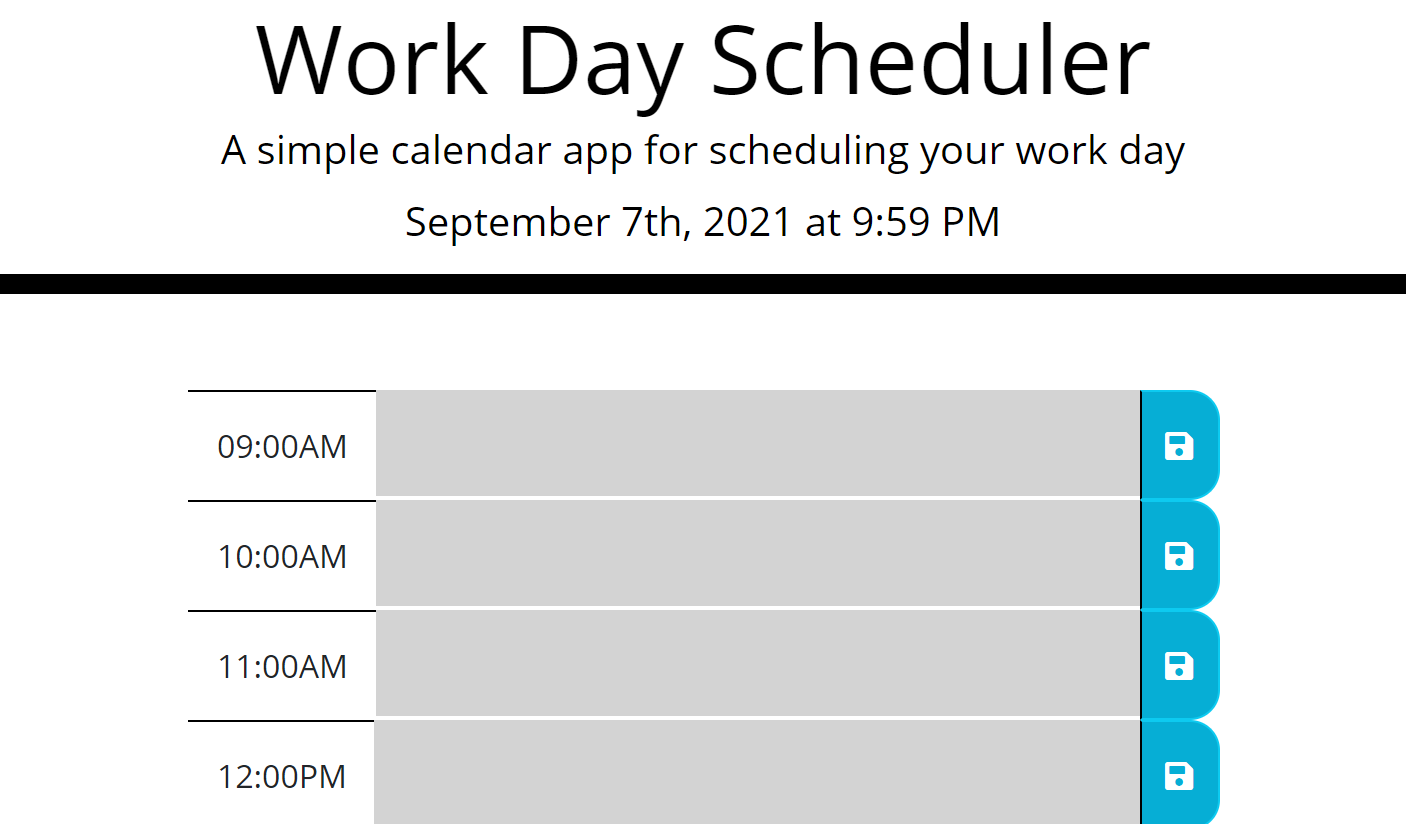 Work Day Scheduler
A simple calendar app for scheduling your work day
September 7th, 2021 at 9:59 PM
09:00AM
10:00AM
11:00AM
12:00PM